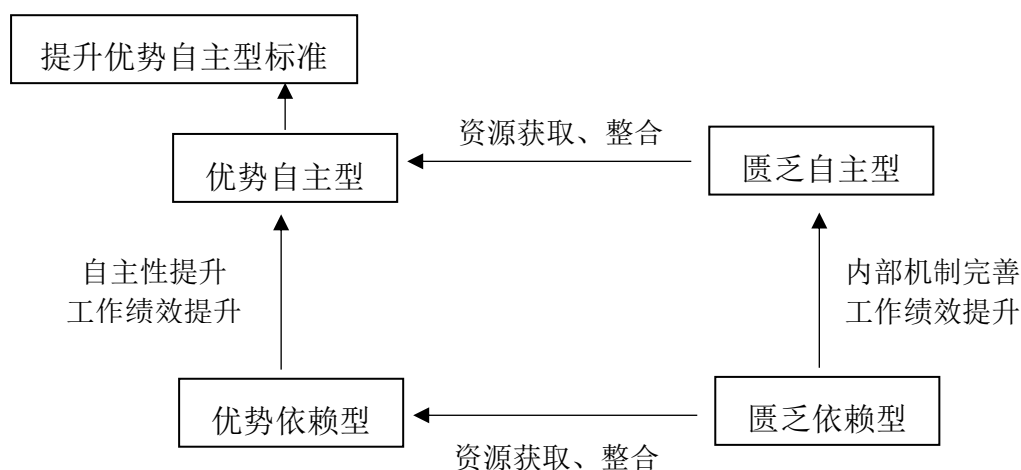 提升优势自主型标准
资源获取、整合
优势自主型
匮乏自主型
自主性提升
工作绩效提升
内部机制完善
工作绩效提升
优势依赖型
匮乏依赖型
资源获取、整合